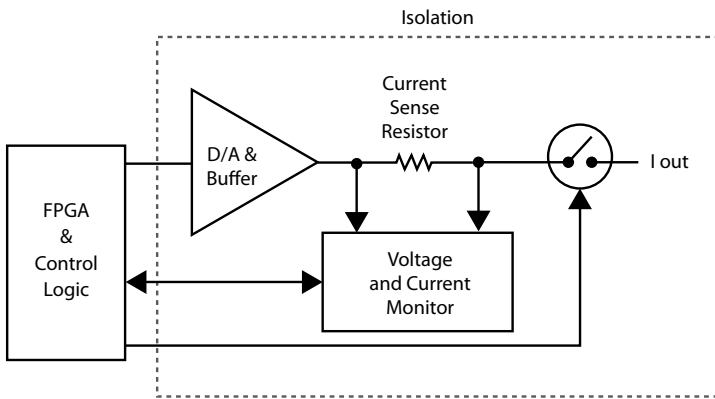 Isolation
Current
Sense
Resistor
D/A &
Buffer
I out
FPGA
&
Control
Logic
Voltage
and Current
Monitor